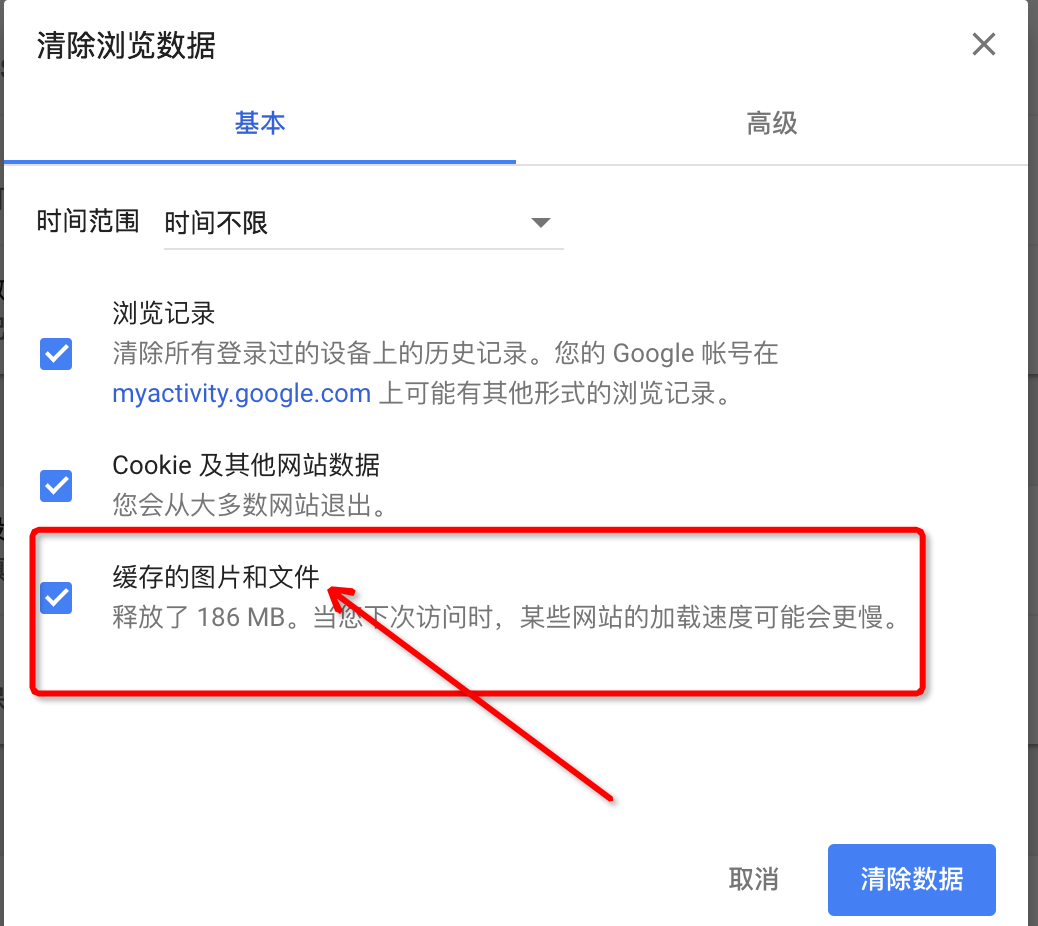 清除浏览数据
基本
高级
时间范围 时间不限
浏览记录
清除所有登录过的设备上的历史记录。您的 Google 帐号在
myactivity.google.com 上可能有其他形式的浏览记录。
Cookie 及其他网站数据
您会从大多数网站退出。
缓存的图片和文件
释放了 186 MB。当您下次访问时，某些网站的加载速度可能会更慢。
取消
清除数据